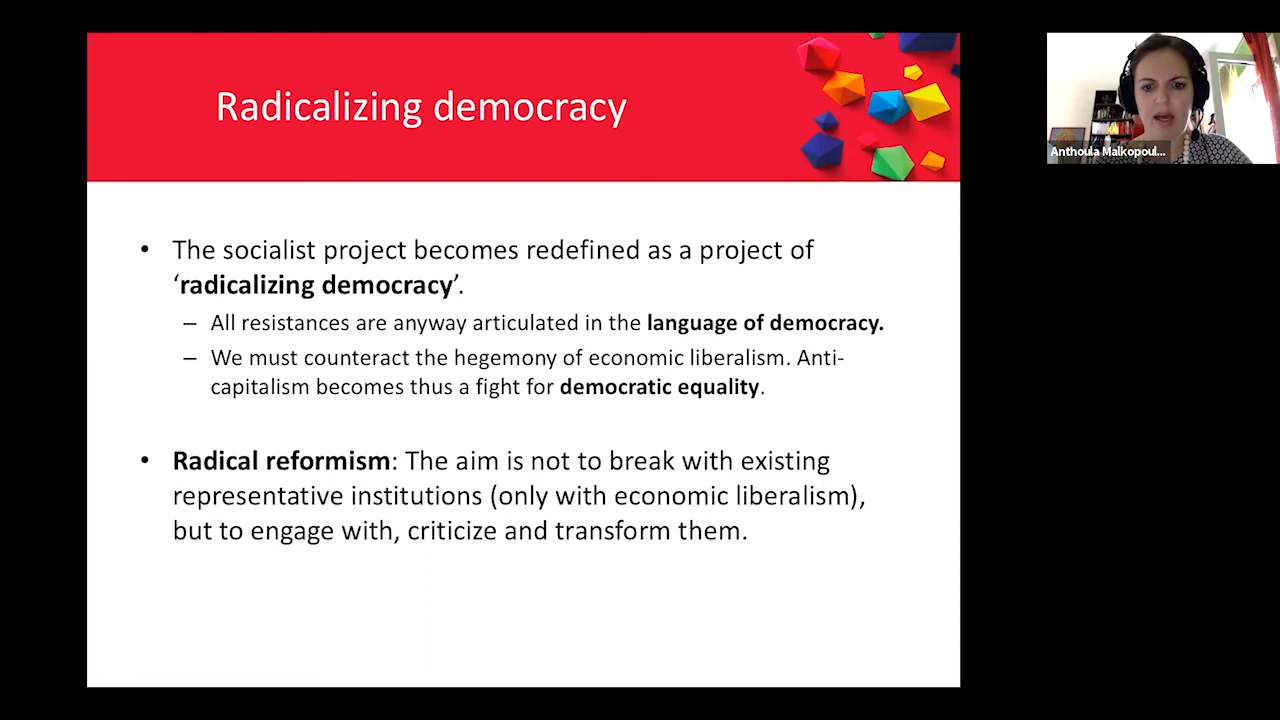 Radicalizing democracy
Anthoula Malkopoul...
• The socialist project becomes redefined as a project of
‘radicalizing democracy’.
– All resistances are anyway articulated in the language of democracy.
– We must counteract the hegemony of economic liberalism. Anti-
capitalism becomes thus a fight for democratic equality.
• Radical reformism: The aim is not to break with existing
representative institutions (only with economic liberalism),
but to engage with, criticize and transform them.